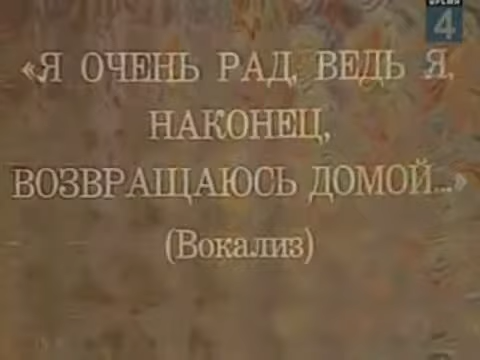 ВРЕМЯ
4
«Я ОЧЕНЬ РАД, ВЕДЬ Я,
НАКОНЕЦ,
ВОЗВРАЩАЮСЬ ДОМОЙ...»
(Вокализ)